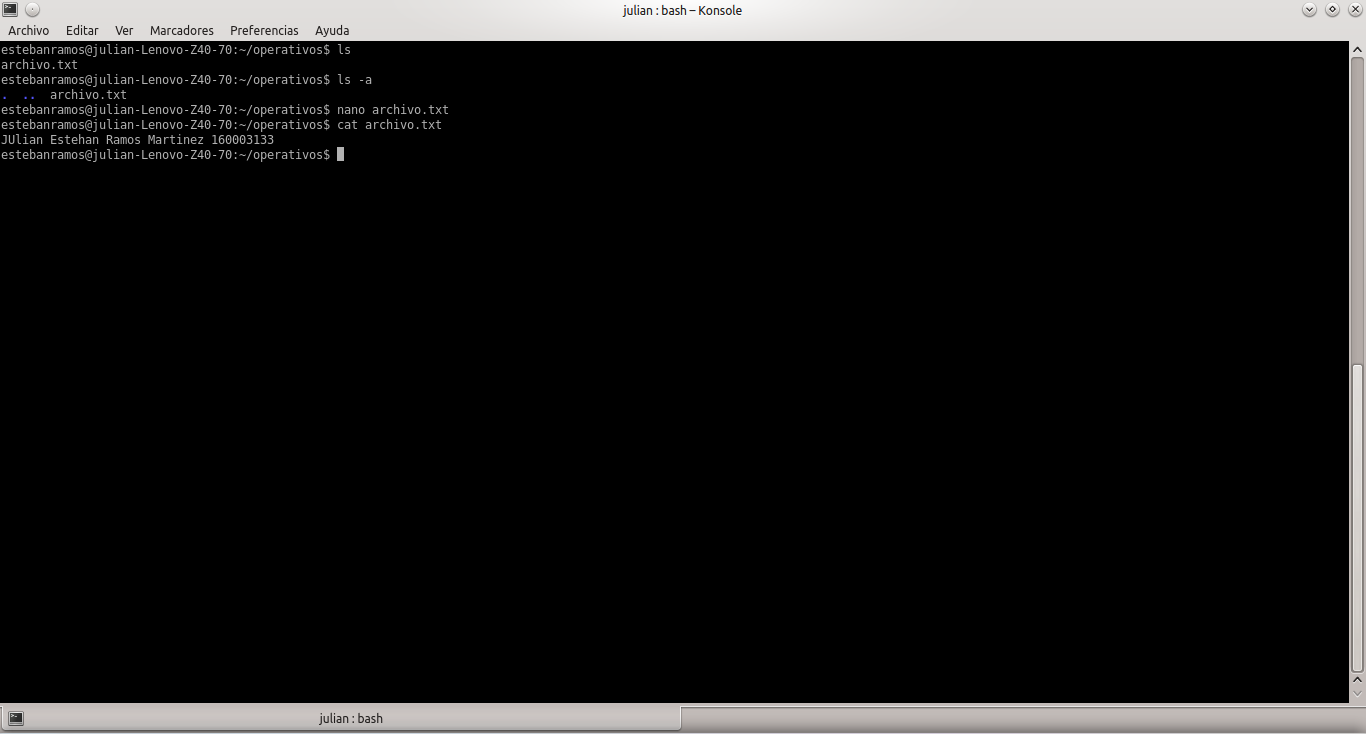 julian : bash – Konsole
Archivo Editar Ver Marcadores Preferencias Ayuda
estebanramos@julian-Lenovo-Z40-70:~/operativos$ ls
archivo.txt
estebanramos@julian-Lenovo-Z40-70:~/operativos$ ls -a
.  ..  archivo.txt
estebanramos@julian-Lenovo-Z40-70:~/operativos$ nano archivo.txt
estebanramos@julian-Lenovo-Z40-70:~/operativos$ cat archivo.txt
JUlian Estehan Ramos Martinez 160003133
estebanramos@julian-Lenovo-Z40-70:~/operativos$
julian : bash